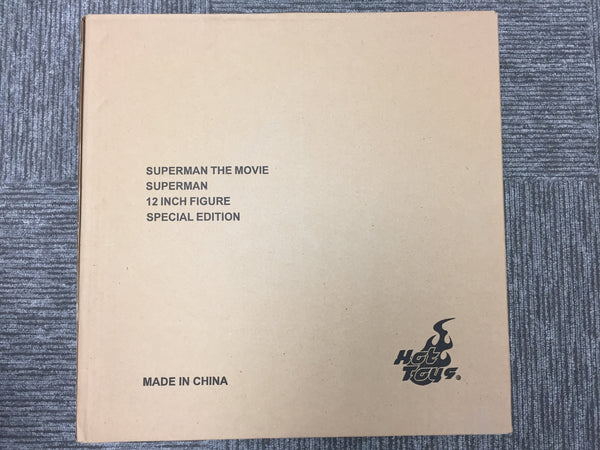 SUPERMAN THE MOVIE
SUPERMAN
12 INCH FIGURE
SPECIAL EDITION
MADE IN CHINA
Hot
Toys®